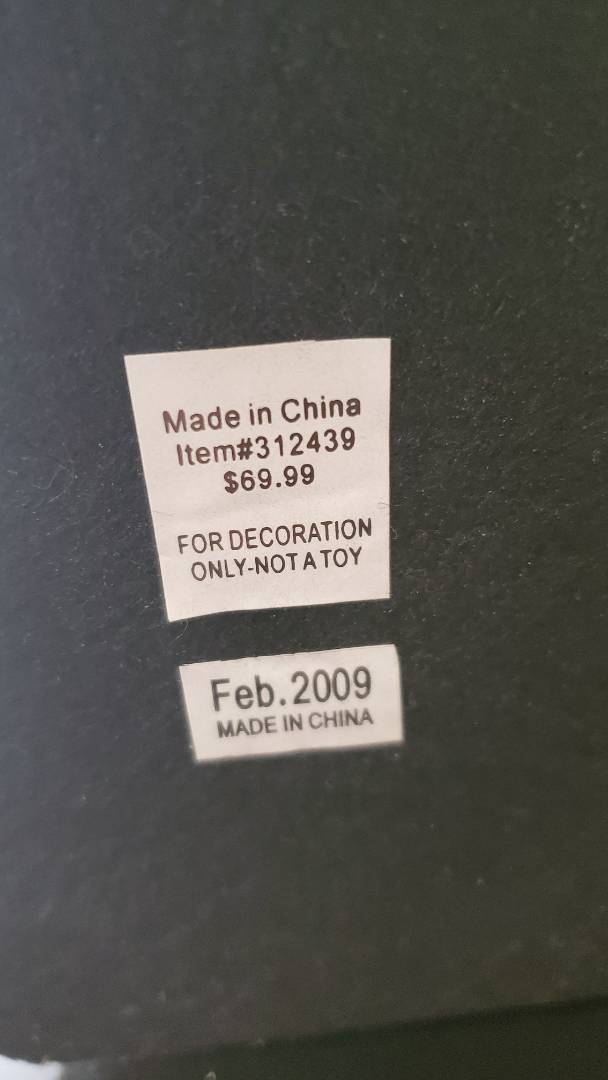 Made in China
Item#312439
$69.99
FOR DECORATION
ONLY-NOT A TOY
Feb.2009
MADE IN CHINA